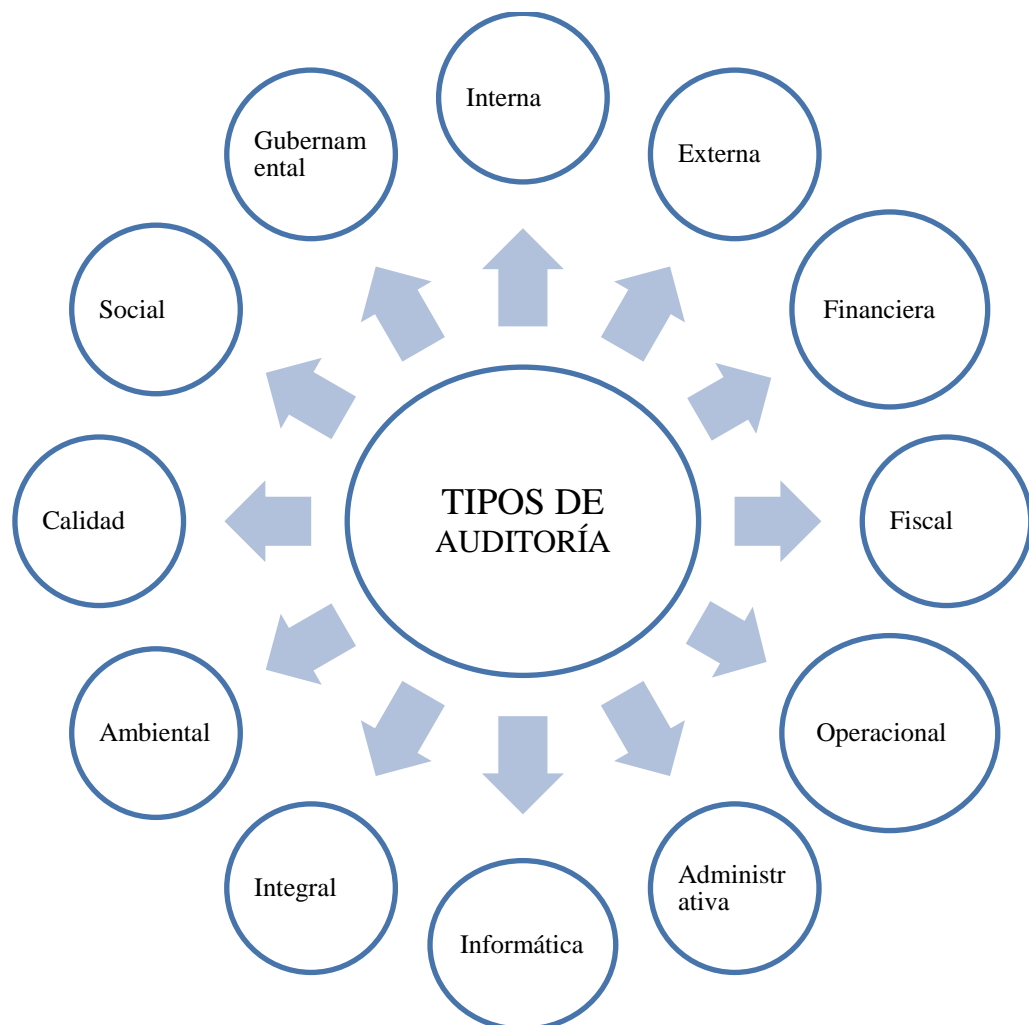 Interna
Externa
Financiera
Fiscal
Operacional
Administr
ativa
Informática
Integral
Ambiental
Calidad
Social
Gubernam
ental
TIPOS DE
AUDITORÍA